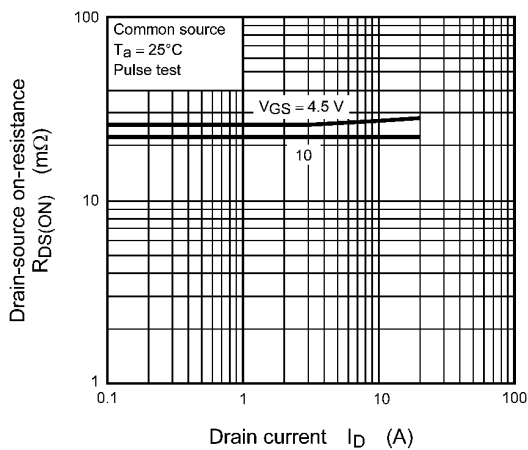 Common source
Ta = 25°C
Pulse test
VGS = 4.5 V
10
100
10
1
0.1
1
10
100
Drain current ID (A)
Drain-source on-resistance
RDS(ON) (mΩ)